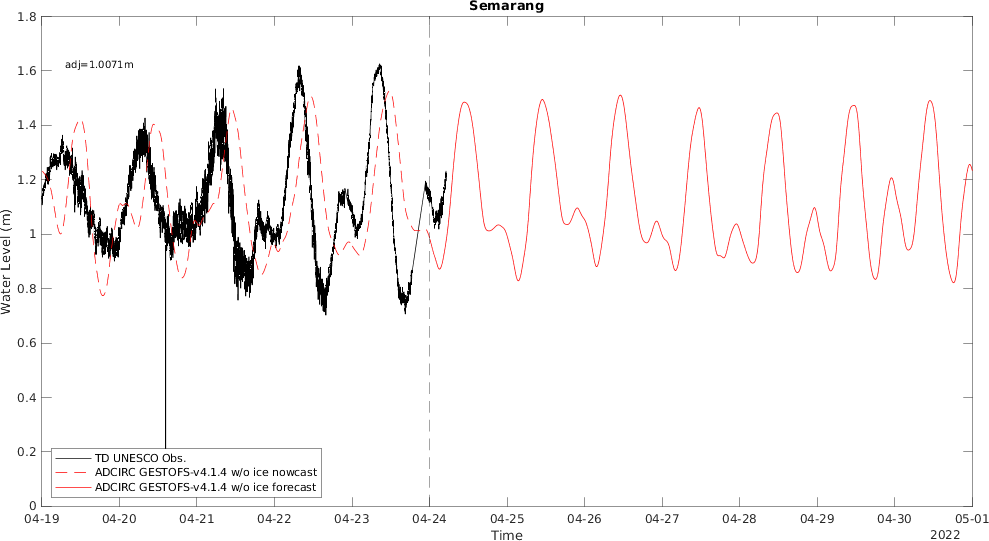 Semarang
adj=1.0071m
Water Level (m)
1.8
1.6
1.4
1.2
1
0.8
0.6
0.4
0.2
0
TD UNESCO Obs.
ADCIRC GESTOFS-v4.1.4 w/o ice nowcast
ADCIRC GESTOFS-v4.1.4 w/o ice forecast
04-19 04-20 04-21 04-22 04-23 04-24 04-25 04-26 04-27 04-28 04-29 04-30 05-01
Time
2022